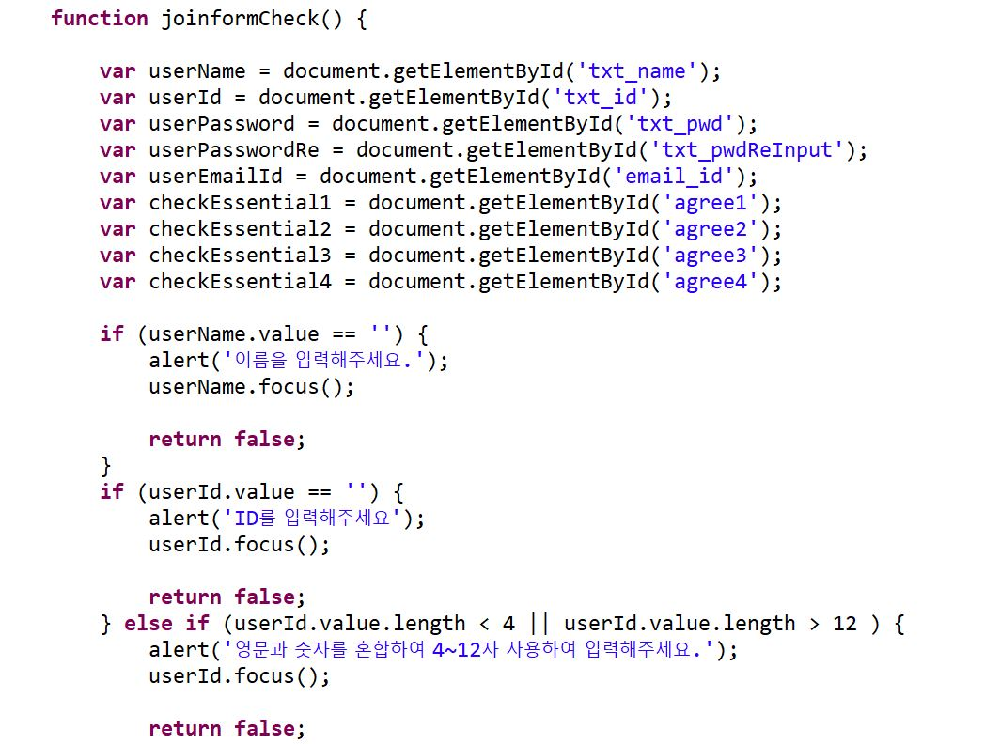 function joinformCheck() {
var userName = document.getElementById('txt_name');
var userId = document.getElementById('txt_id');
var userPassword = document.getElementById('txt_pwd');
var userPasswordRe = document.getElementById('txt_pwdReInput');
var userEmailId = document.getElementById('email_id');
var checkEssential1 = document.getElementById('agree1');
var checkEssential2 = document.getElementById('agree2');
var checkEssential3 = document.getElementById('agree3');
var checkEssential4 = document.getElementById('agree4');
if (userName.value == '') {
alert('이름을 입력해주세요.');
userName.focus();
return false;
}
if (userId.value == '') {
alert('ID를 입력해주세요');
userId.focus();
return false;
} else if (userId.value.length < 4 || userId.value.length > 12 ) {
alert('영문과 숫자를 혼합하여 4~12자 사용하여 입력해주세요.');
userId.focus();
return false;